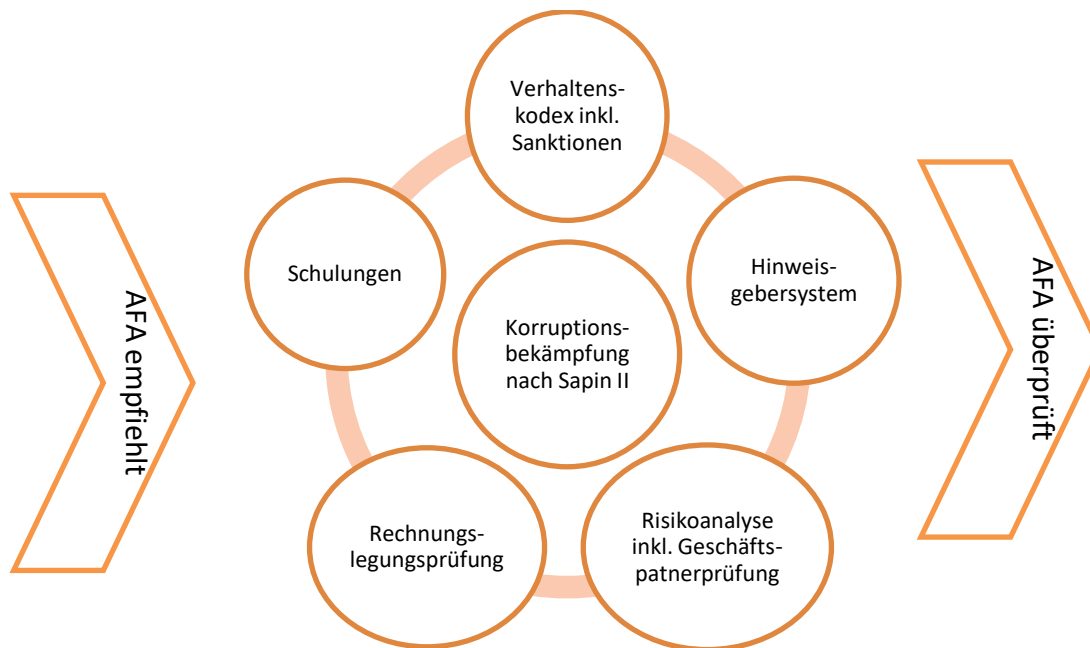 Verhaltens-
kodex inkl.
Sanktionen
Schulungen
Hinweis-
gebersystem
Korruptions-
bekämpfung
nach Sapin II
Rechnungs-
legungsprüfung
Risikoanalyse
inkl. Geschäfts-
patnerprüfung
AFA empfiehlt
AFA überprüft